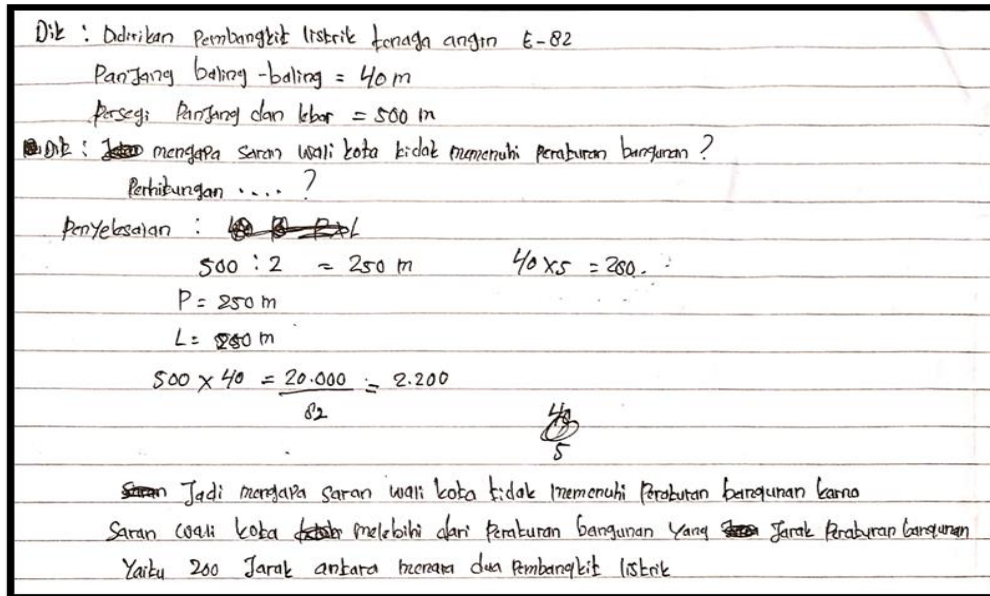 Dik : Didirikan Pembangkit listrik tenaga angin E-82
Panjang baling-baling = 40 m
Persegi Panjang dan lebar = 500 m
Dik : mengapa saran wali kota tidak memenuhi peraturan bangunan ?
Perhitungan .... ?
Penyelesaian :
500 : 2 = 250 m 40 x 5 = 200.
P = 250 m
L = 250 m
500 x 40 = 20.000 / 82 = 2.200
5
Jadi mengapa saran wali kota tidak memenuhi Peraturan bangunan karno
Saran wali kota melebihi dari Peraturan bangunan yang Jarak Peraturan bangunan
Yaitu 200 Jarak antara menara dua Pembangkit listrik